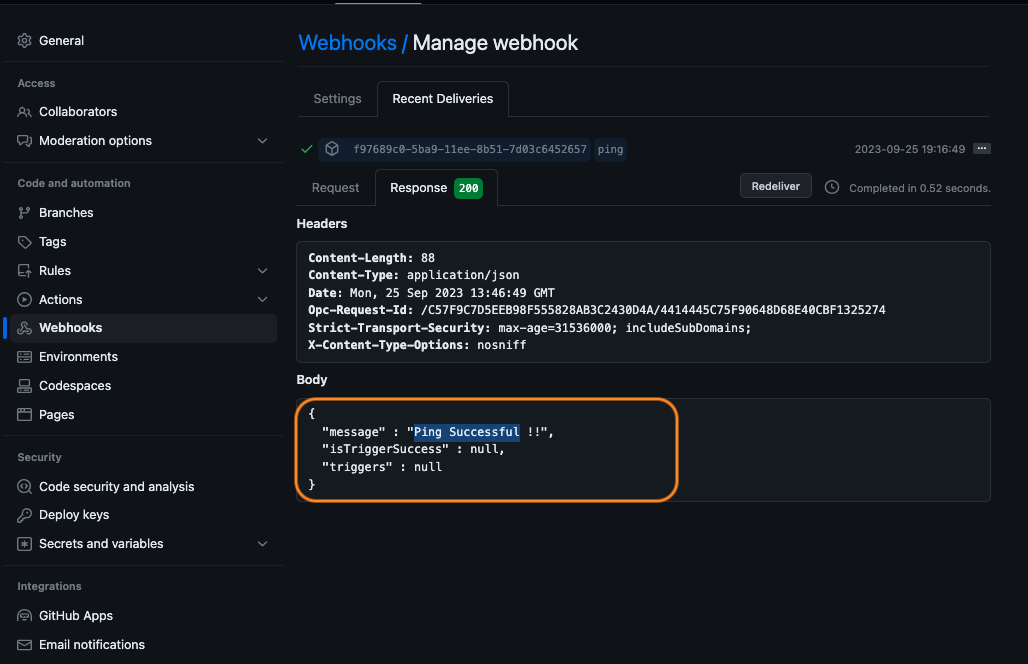 General
Access
Collaborators
Moderation options
Code and automation
Branches
Tags
Rules
Actions
Webhooks
Environments
Codespaces
Pages
Security
Code security and analysis
Deploy keys
Secrets and variables
Integrations
GitHub Apps
Email notifications
Webhooks / Manage webhook
Settings Recent Deliveries
f97689c0-5ba9-11ee-8b51-7d03c6452657 ping 2023-09-25 19:16:49
Request Response 200 Redeliver Completed in 0.52 seconds.
Headers
Content-Length: 88
Content-Type: application/json
Date: Mon, 25 Sep 2023 13:46:49 GMT
Opc-Request-Id: /C57F9C7D5EEB98F555828AB3C2430D4A/4414445C75F90648D68E40CBF1325274
Strict-Transport-Security: max-age=31536000; includeSubDomains;
X-Content-Type-Options: nosniff
Body
{
"message" : "Ping Successful !!",
"isTriggerSuccess" : null,
"triggers" : null
}